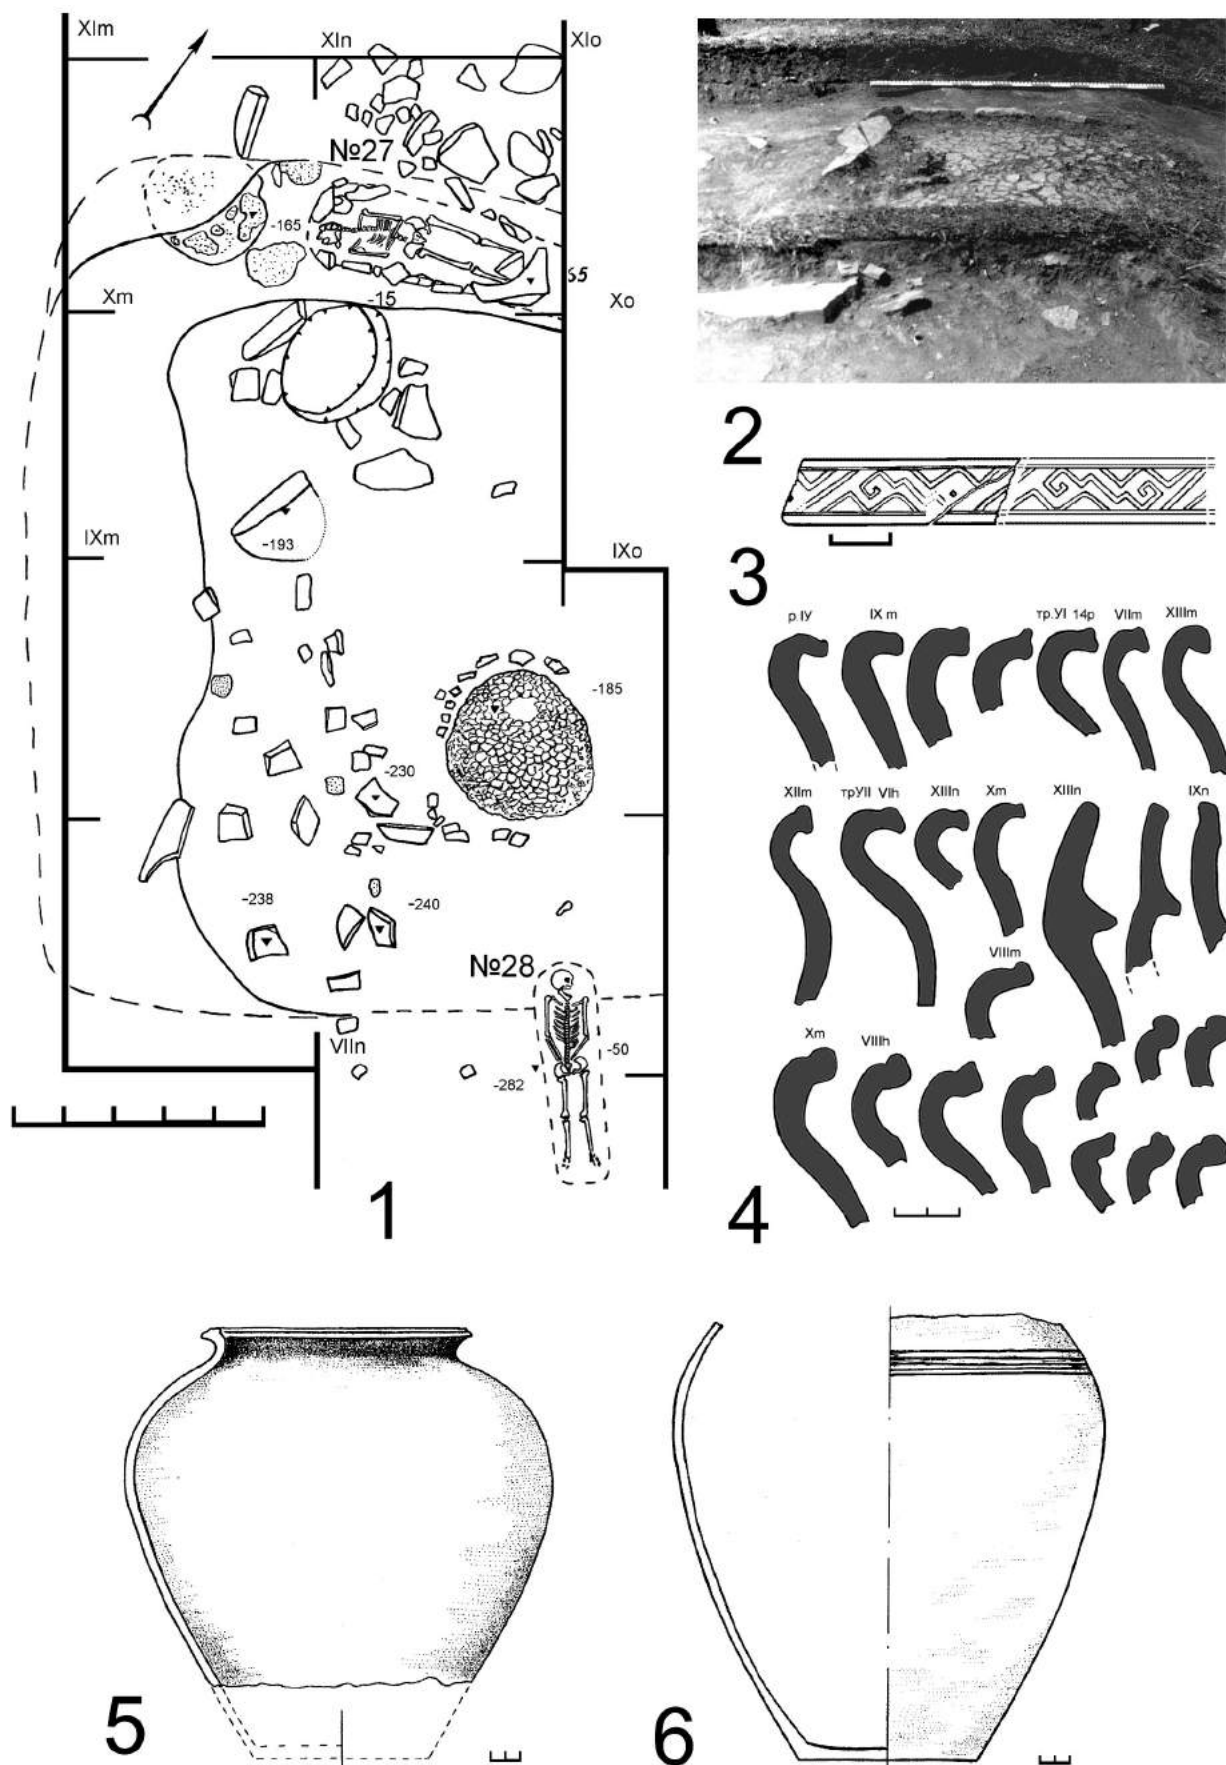 XIm
XIn
XIo
№27
-165
65
Xm
-15
Xo
2
-193
IXm
IXo
3
р.IУ
IX m
тр.УI 14р
VIIm
XIIIm
-185
-230
XIIm
трУII VIh
XIIIn
Xm
XIIIn
IXn
-238
-240
№28
VIIIm
VIIn
-50
-282
Xm
VIIIh
1
4
5
6